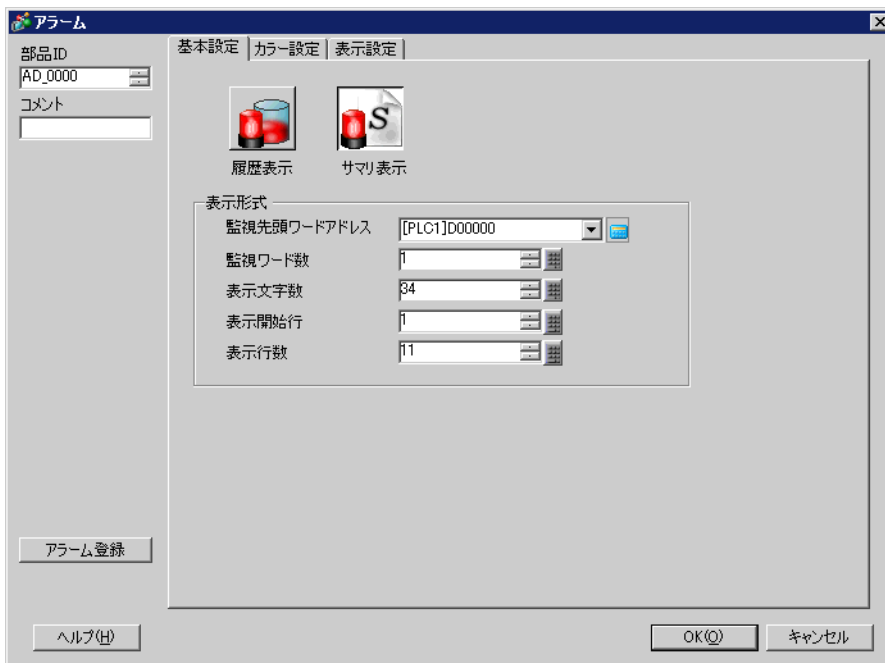 アラーム
部品ID
AD_0000
コメント
アラーム登録
基本設定 カラー設定 表示設定
履歴表示 サマリ表示
表示形式
監視先頭ワードアドレス [PLC1]D00000
監視ワード数 1
表示文字数 34
表示開始行 1
表示行数 11
ヘルプ(H) OK(O) キャンセル